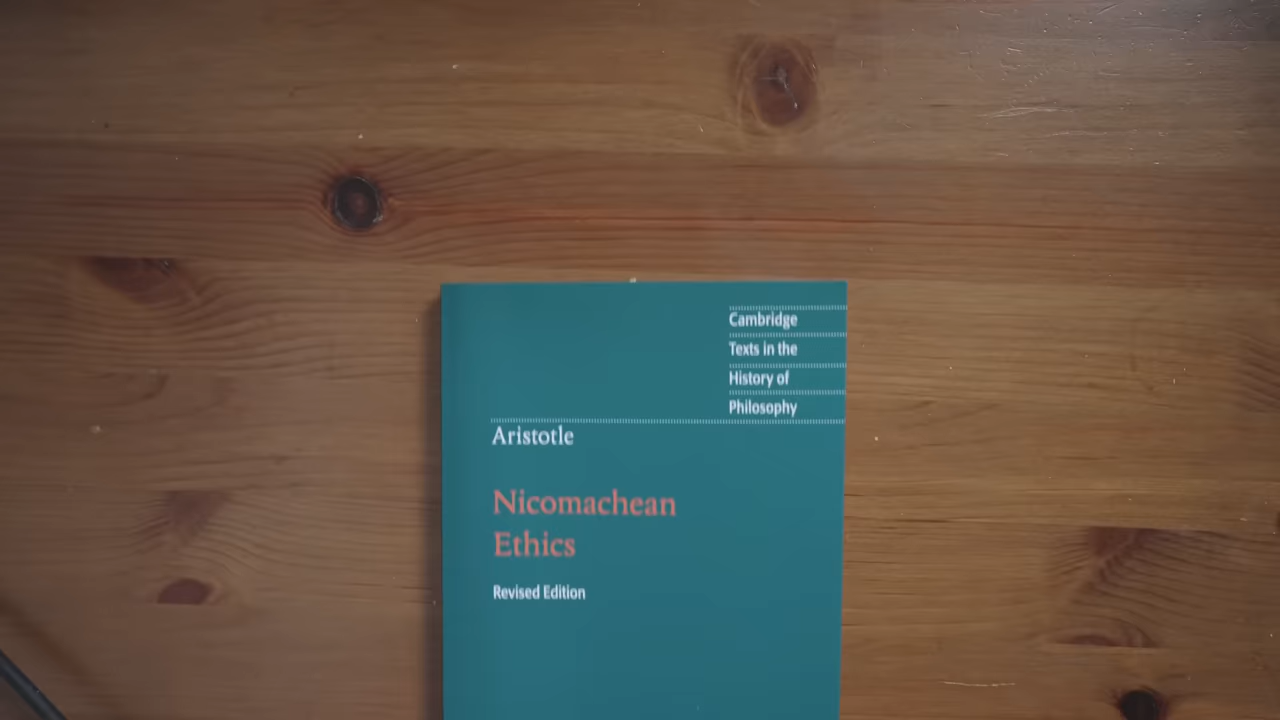 Cambridge
Texts in the
History of
Philosophy
Aristotle
Nicomachean
Ethics
Revised Edition